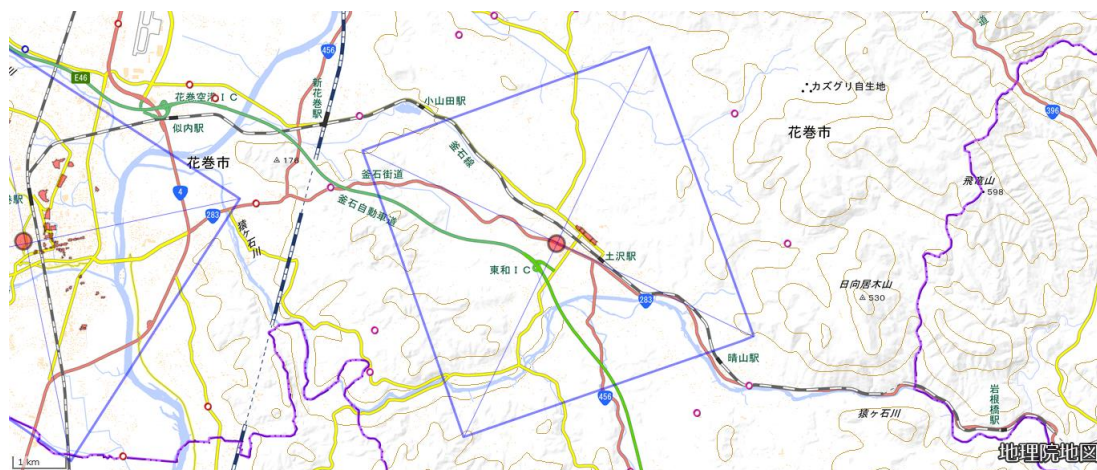 456
道
E46
花巻空港IC
新花巻駅
小山田駅
カズグリ自生地
396
似内駅
花巻市
花巻市
176
釜石線
釜石街道
飛竜山
598
4
283
巻駅
猿ヶ石川
釜石自動車道
土沢駅
東和IC
日向居木山
530
283
晴山駅
456
猿ヶ石川
岩根橋駅
1 km
地理院地図